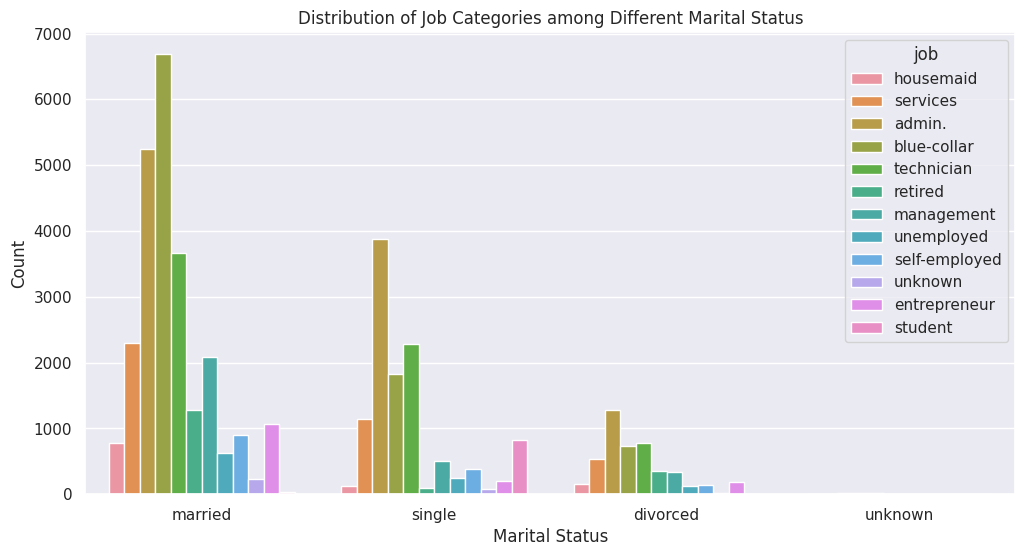 Distribution of Job Categories among Different Marital Status
7000
6000
5000
4000
3000
2000
1000
0
Count
married
single
divorced
unknown
Marital Status
job
housemaid
services
admin.
blue-collar
technician
retired
management
unemployed
self-employed
unknown
entrepreneur
student